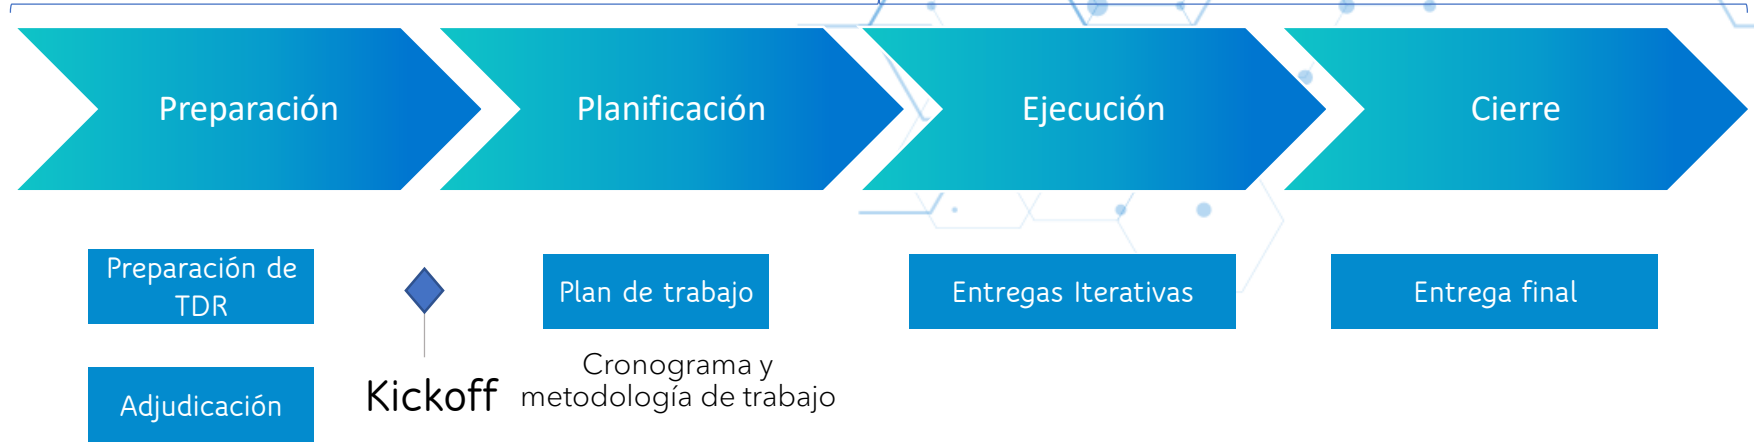 Preparación
Planificación
Ejecución
Cierre
Preparación de
TDR
Plan de trabajo
Entregas Iterativas
Entrega final
Adjudicación
Kickoff
Cronograma y
metodología de trabajo